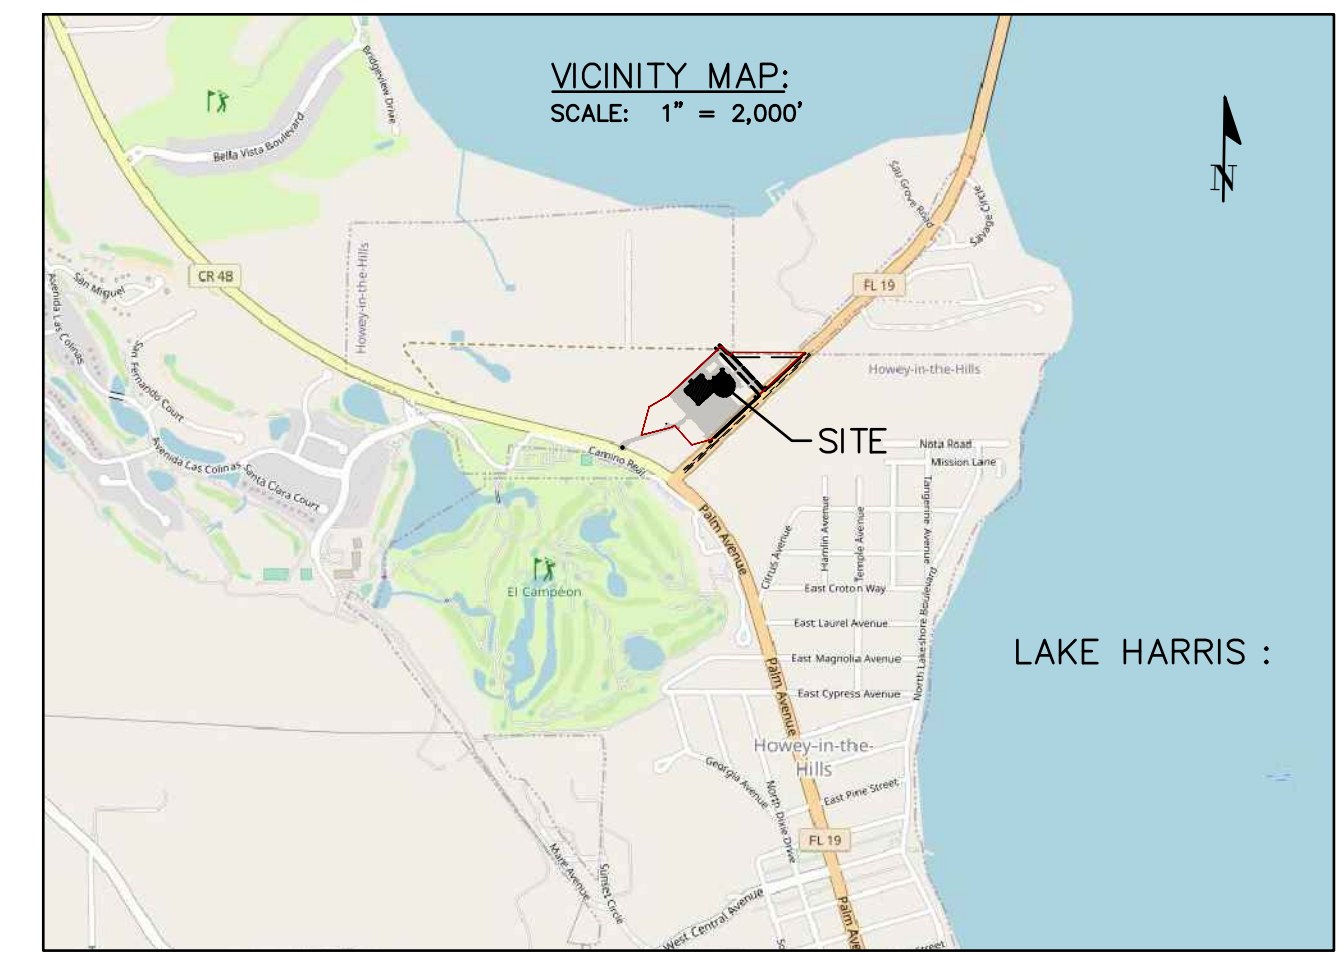 VICINITY MAP:
SCALE: 1" = 2,000'
N
Bridgeview Drive
Bella Vista Boulevard
Sau Grove Road
Savage Circle
CR 48
FL 19
Howey-in-the-Hills
San Miguel
Avenida Las Colinas
San Fernando Court
Howey-in-the-Hills
SITE
Avenida Las Colinas
Santa Clara Court
Camino Real
Nota Road
Mission Lane
Palm Avenue
Citrus Avenue
Hamlin Avenue
Temple Avenue
Tangerine Avenue
El Campeón
East Croton Way
East Laurel Avenue
North Lakeshore Boulevard
LAKE HARRIS :
East Magnolia Avenue
Palm Avenue
East Cypress Avenue
Howey-in-the-
Hills
Georgia Avenue
North Dixie Drive
East Pine Street
FL 19
Mare Avenue
Sunset Circle
West Central Avenue
Palm Ave
So
Street